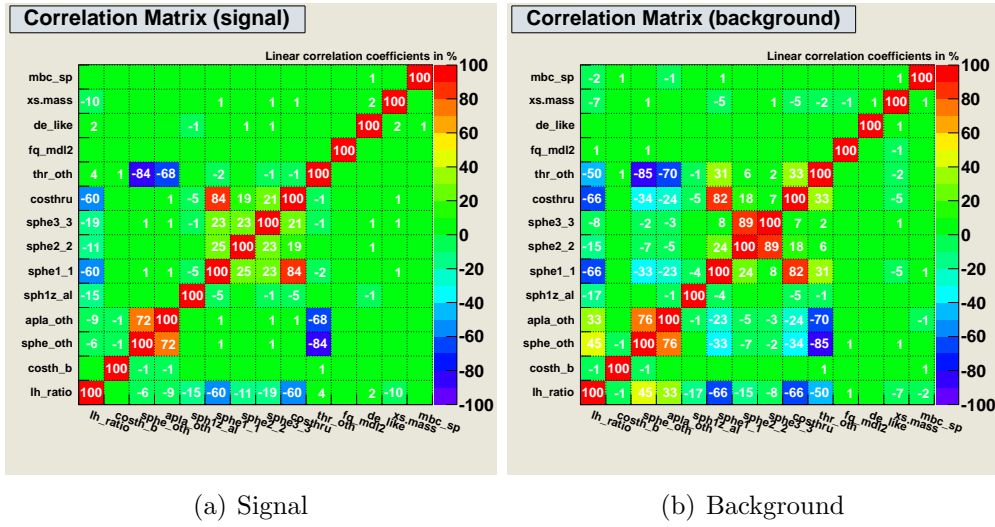 Correlation Matrix (signal)
Linear correlation coefficients in %
mbc_sp 1 100
xs.mass -10 1 1 1 2 100
de_like 2 -1 1 1 100 2 1
fq_mdl2 100
thr_oth 4 1 -84 -68 -2 -1 -1 100
costhru -60 1 -5 84 19 21 100 -1 1
sphe3_3 -19 1 1 -1 23 23 100 21 -1 1
sphe2_2 -11 25 100 23 19 1
sphe1_1 -60 1 1 -5 100 25 23 84 -2 1
sph1z_al -15 100 -5 -1 -5 -1
apla_oth -9 -1 72 100 1 1 1 -68
sphe_oth -6 -1 100 72 1 1 -84
costh_b 100 -1 -1 1
lh_ratio 100 -6 -9 -15 -60 -11 -19 -60 4 2 -10
lh_ratio costh_b sphe_oth apla_oth sph1z_al sphe1_1 sphe2_2 sphe3_3 costhru thr_oth fq_mdl2 de_like xs.mass mbc_sp
100
80
60
40
20
0
-20
-40
-60
-80
-100
(a) Signal
Correlation Matrix (background)
Linear correlation coefficients in %
mbc_sp -2 1 -1 1 1 100
xs.mass -7 1 -5 -5 -2 -1 1 100 1
de_like 100 1
fq_mdl2 1 1 100 -1
thr_oth -50 1 -85 -70 -1 31 6 2 33 100 -2
costhru -66 -34 -24 -5 82 18 7 100 33 -5
sphe3_3 -8 -2 -3 8 89 100 7 2
sphe2_2 -15 -7 -5 24 100 89 18 6
sphe1_1 -66 -33 -23 -4 100 24 8 82 31 -5 1
sph1z_al -17 -1 100 -4 -5 -1
apla_oth 33 76 100 -1 -23 -5 -3 -24 -70 -1
sphe_oth 45 -1 100 76 -33 -7 -2 -34 -85 1 1
costh_b -1 100 -1 1 1
lh_ratio 100 -1 45 33 -17 -66 -15 -8 -66 -50 1 -7 -2
lh_ratio costh_b sphe_oth apla_oth sph1z_al sphe1_1 sphe2_2 sphe3_3 costhru thr_oth fq_mdl2 de_like xs.mass mbc_sp
100
80
60
40
20
0
-20
-40
-60
-80
-100
(b) Background